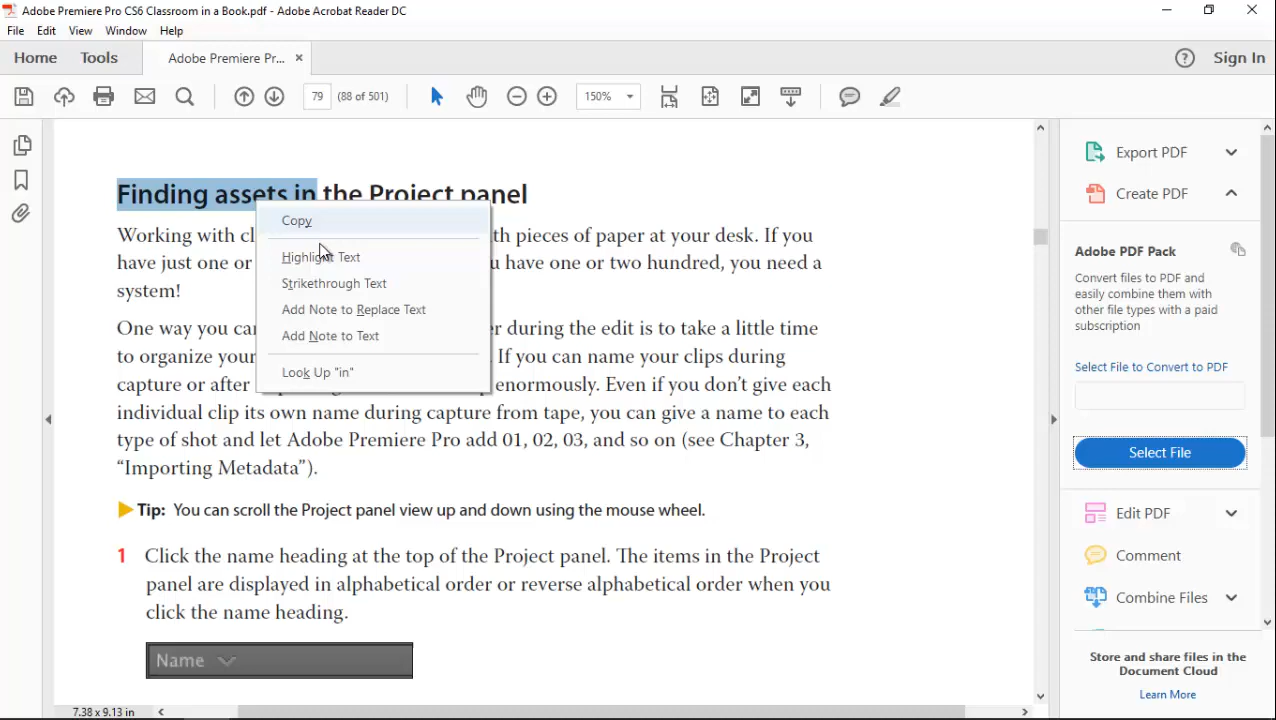 Adobe Premiere Pro CS6 Classroom in a Book.pdf - Adobe Acrobat Reader DC
File Edit View Window Help
Home Tools Adobe Premiere Pr... × ? Sign In
79 (88 of 501) 150%
Finding assets in the Project panel
Working with cl th pieces of paper at your desk. If you
have just one or u have one or two hundred, you need a
system!
One way you can r during the edit is to take a little time
to organize your . If you can name your clips during
capture or after enormously. Even if you don't give each
individual clip its own name during capture from tape, you can give a name to each
type of shot and let Adobe Premiere Pro add 01, 02, 03, and so on (see Chapter 3,
“Importing Metadata”).
Tip: You can scroll the Project panel view up and down using the mouse wheel.
1 Click the name heading at the top of the Project panel. The items in the Project
panel are displayed in alphabetical order or reverse alphabetical order when you
click the name heading.
Name
Copy
Highlight Text
Strikethrough Text
Add Note to Replace Text
Add Note to Text
Look Up "in"
Export PDF
Create PDF
Adobe PDF Pack
Convert files to PDF and
easily combine them with
other file types with a paid
subscription
Select File to Convert to PDF
Select File
Edit PDF
Comment
Combine Files
Store and share files in the
Document Cloud
Learn More
7.38 x 9.13 in